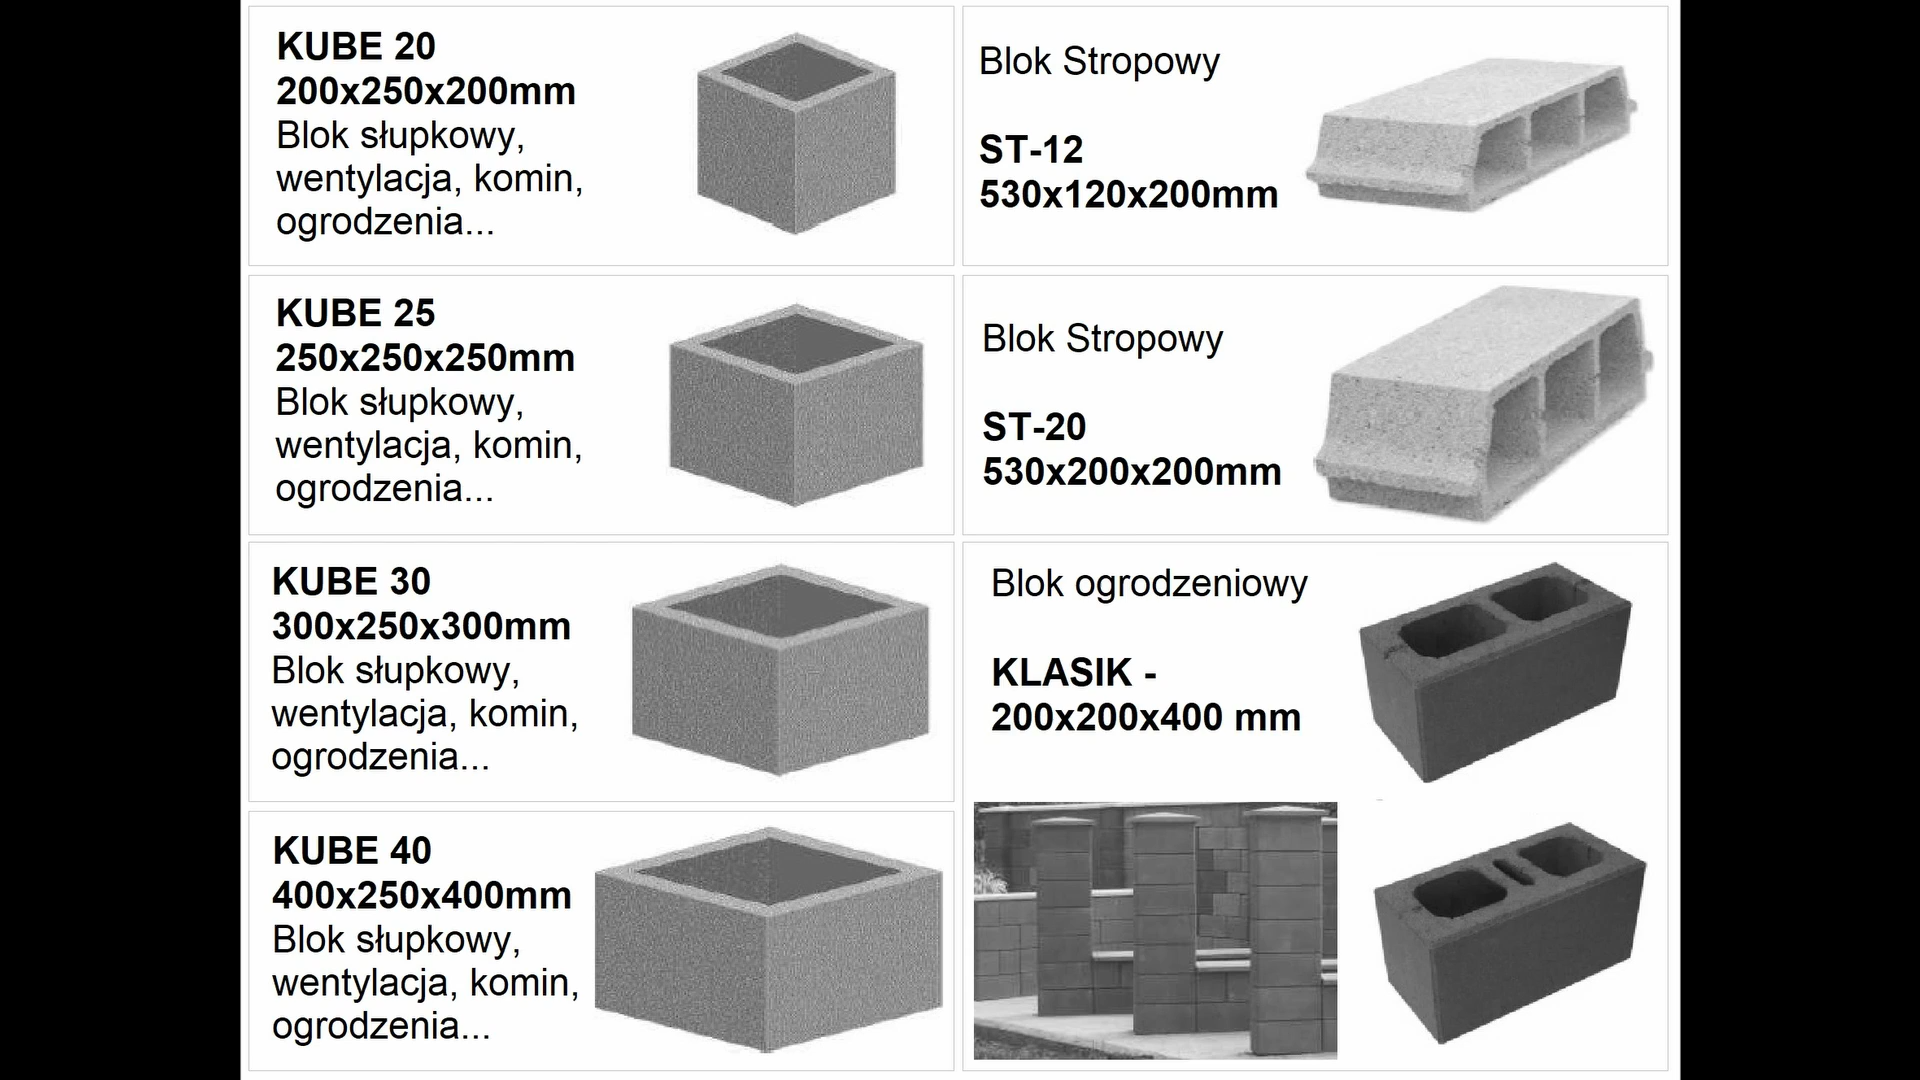 KUBE 20
200x250x200mm
Blok słupkowy,
wentylacja, komin,
ogrodzenia...
Blok Stropowy
ST-12
530x120x200mm
KUBE 25
250x250x250mm
Blok słupkowy,
wentylacja, komin,
ogrodzenia...
Blok Stropowy
ST-20
530x200x200mm
KUBE 30
300x250x300mm
Blok słupkowy,
wentylacja, komin,
ogrodzenia...
Blok ogrodzeniowy
KLASIK -
200x200x400 mm
KUBE 40
400x250x400mm
Blok słupkowy,
wentylacja, komin,
ogrodzenia...